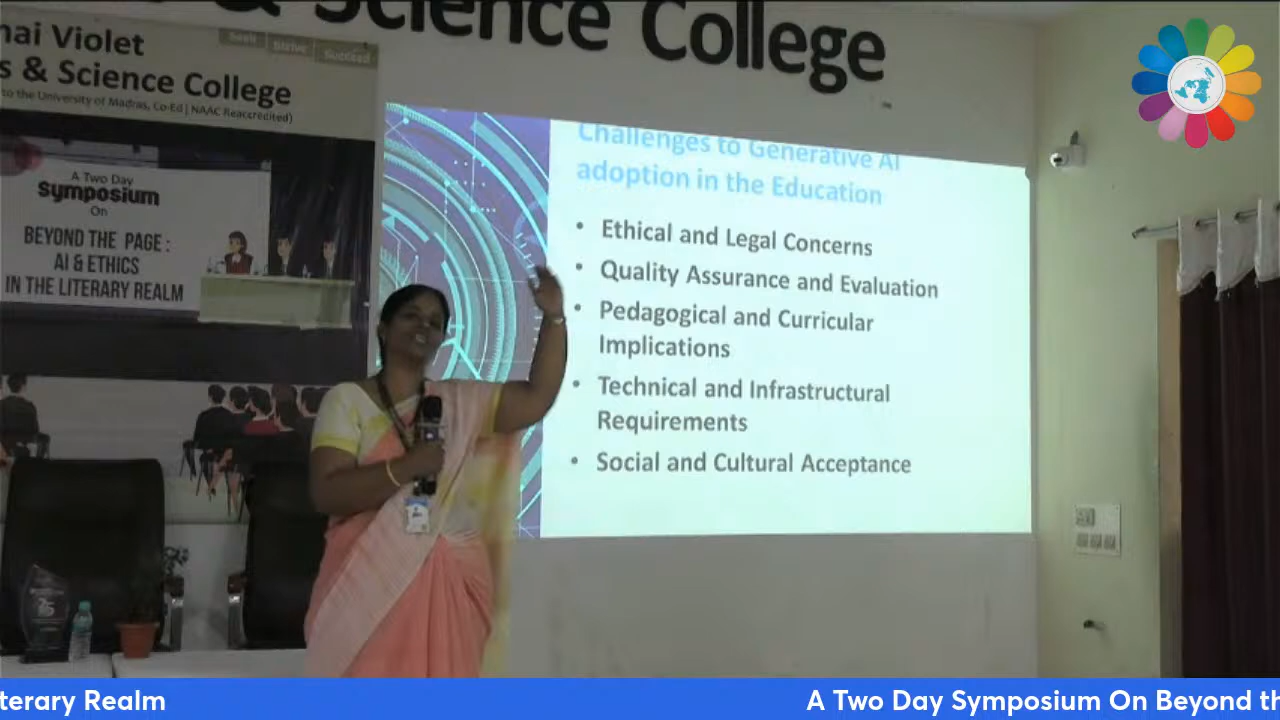 & Science College
nai Violet
s & Science College
to the University of Madras, Co-Ed | NAAC Reaccredited)
Seek Strive Succeed
A Two Day
Symposium
On
BEYOND THE PAGE :
AI & ETHICS
IN THE LITERARY REALM
Challenges to Generative AI
adoption in the Education
• Ethical and Legal Concerns
• Quality Assurance and Evaluation
• Pedagogical and Curricular
Implications
• Technical and Infrastructural
Requirements
• Social and Cultural Acceptance
terary Realm
A Two Day Symposium On Beyond th